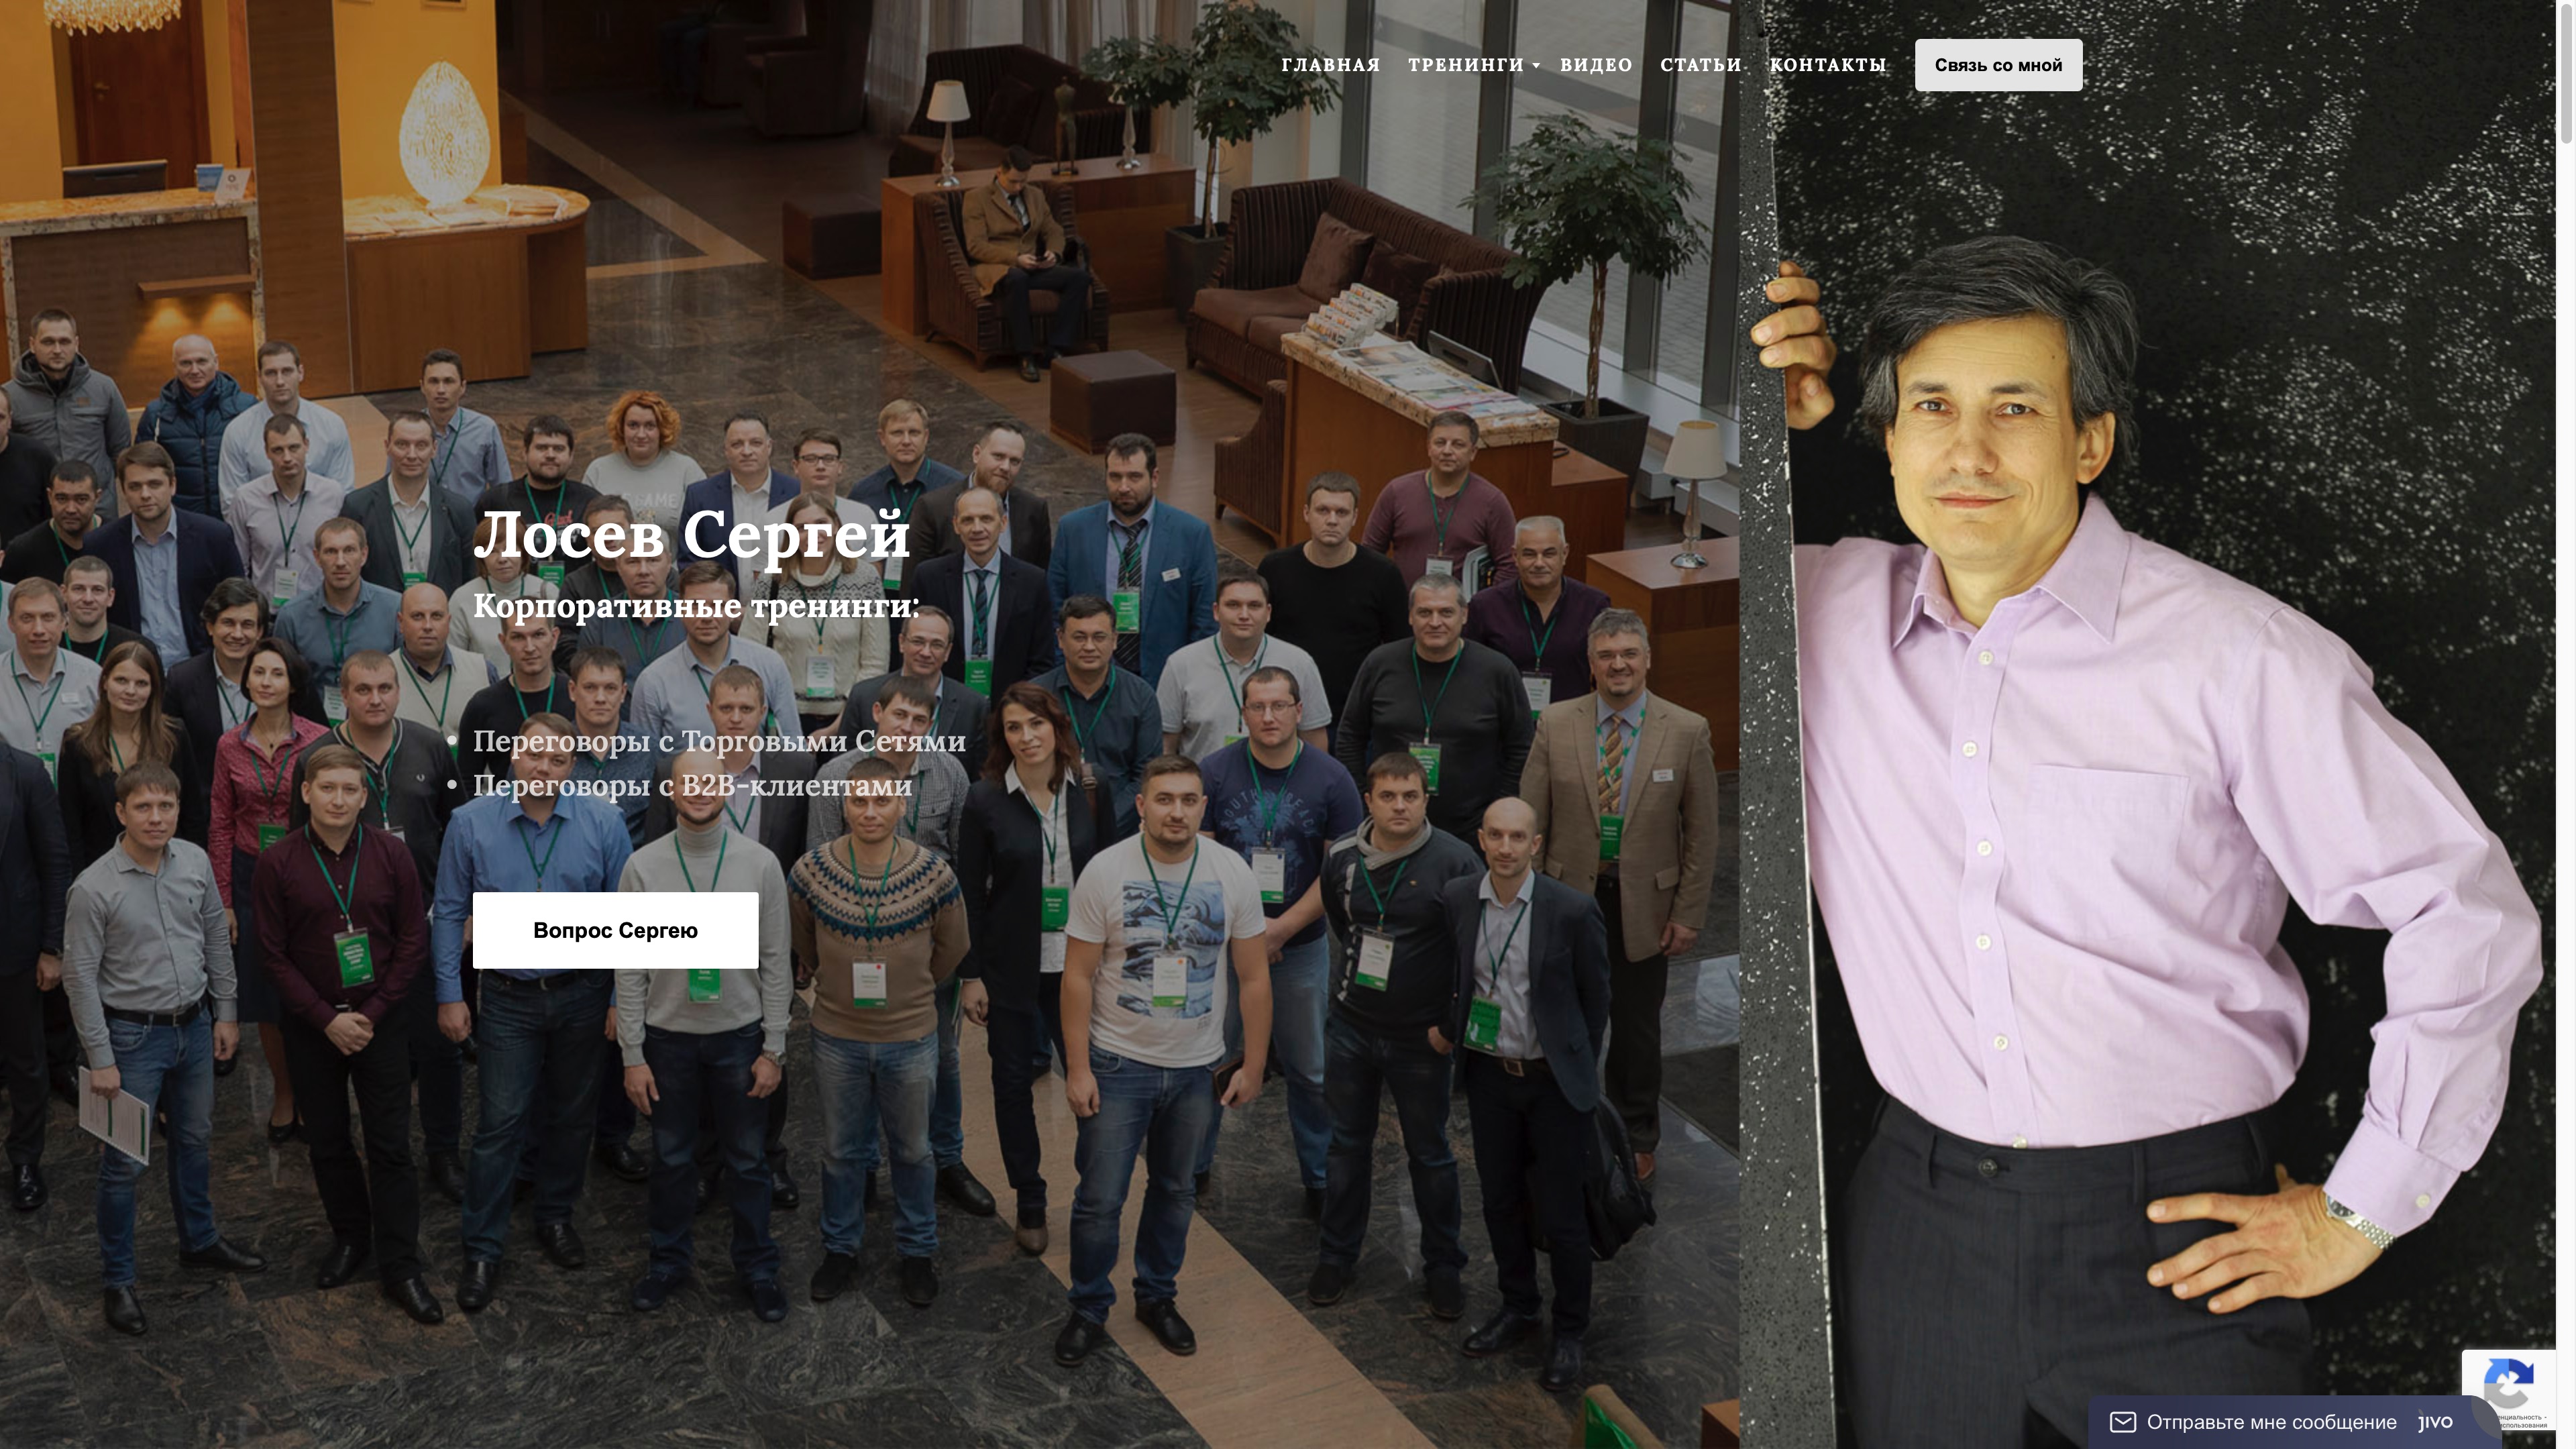 ГЛАВНАЯ ТРЕНИНГИ ВИДЕО СТАТЬИ КОНТАКТЫ Связь со мной
Лосев Сергей
Корпоративные тренинги:
• Переговоры с Торговыми Сетями
• Переговоры с B2B-клиентами
Вопрос Сергею
Отправьте мне сообщение jivo